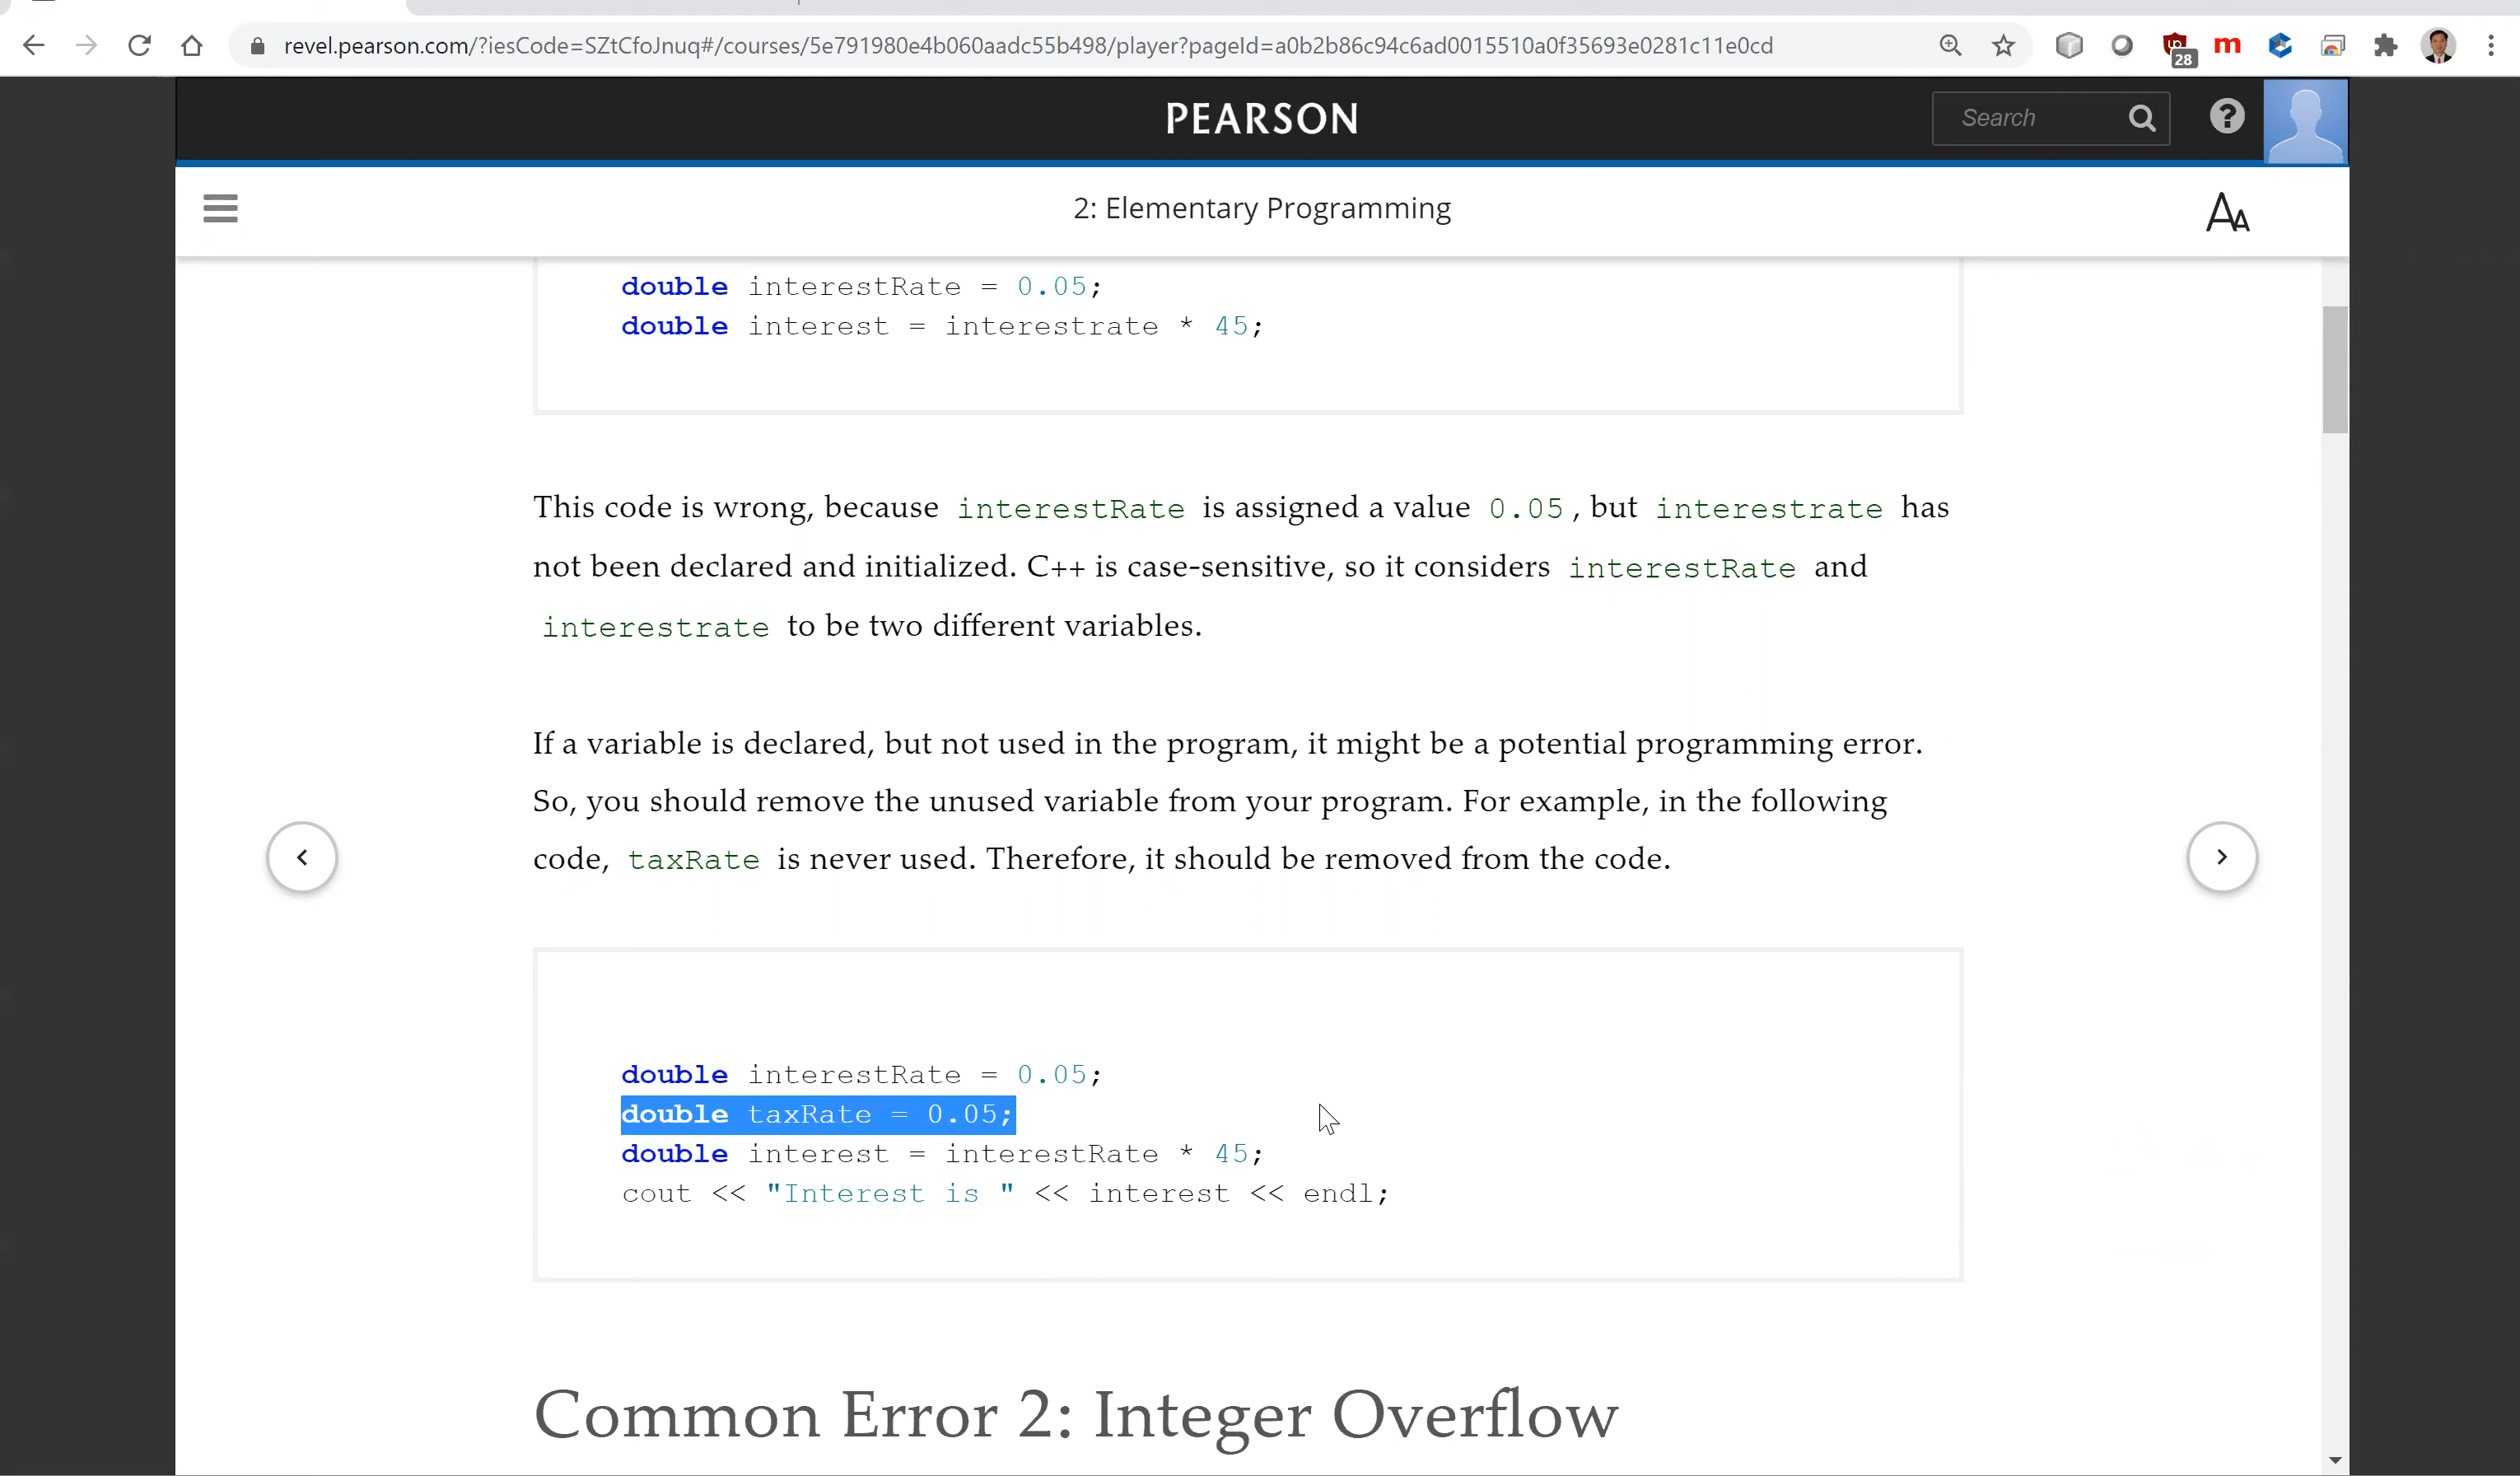 revel.pearson.com/?iesCode=SZtCfoJnuq#/courses/5e791980e4b060aadc55b498/player?pageId=a0b2b86c94c6ad0015510a0f35693e0281c11e0cd
28
PEARSON
Search
2: Elementary Programming
double interestRate = 0.05;
double interest = interestrate * 45;
This code is wrong, because interestRate is assigned a value 0.05, but interestrate has
not been declared and initialized. C++ is case-sensitive, so it considers interestRate and
interestrate to be two different variables.
If a variable is declared, but not used in the program, it might be a potential programming error.
So, you should remove the unused variable from your program. For example, in the following
code, taxRate is never used. Therefore, it should be removed from the code.
double interestRate = 0.05;
double taxRate = 0.05;
double interest = interestRate * 45;
cout << "Interest is " << interest << endl;
Common Error 2: Integer Overflow